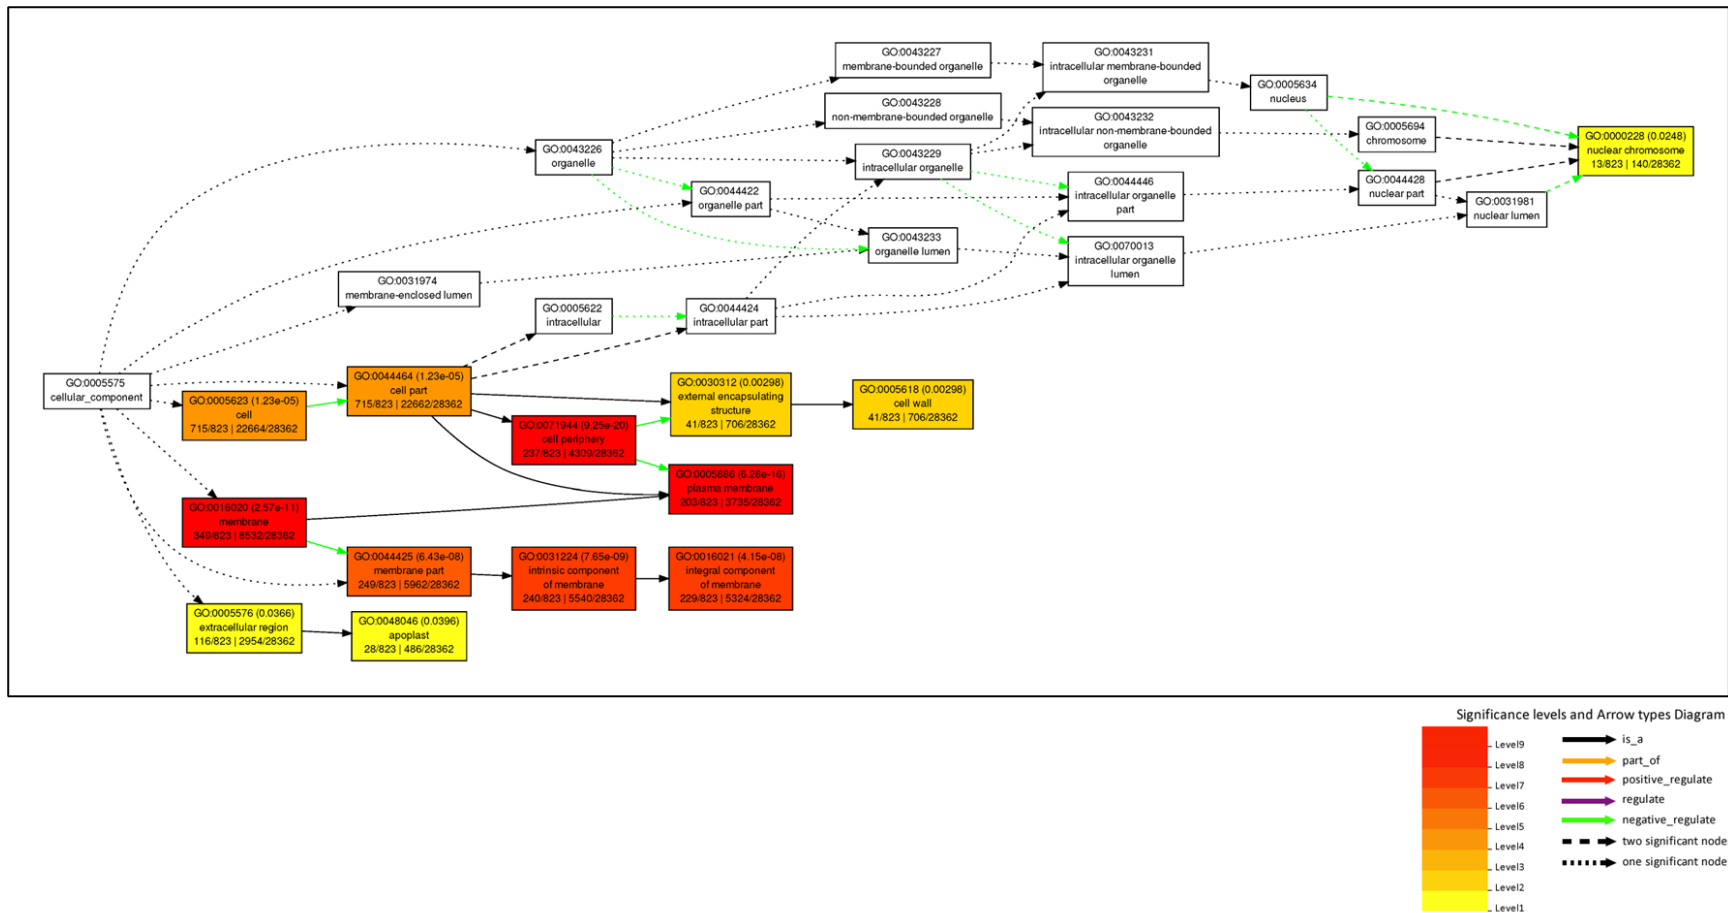 GO:0043227
membrane-bounded organelle
GO:0043231
intracellular membrane-bounded
organelle
GO:0005634
nucleus
GO:0043228
non-membrane-bounded organelle
GO:0043232
intracellular non-membrane-bounded
organelle
GO:0005694
chromosome
GO:0000228 (0.0248)
nuclear chromosome
13/823 | 140/28362
GO:0043226
organelle
GO:0043229
intracellular organelle
GO:0044422
organelle part
GO:0044446
intracellular organelle
part
GO:0044428
nuclear part
GO:0031981
nuclear lumen
GO:0043233
organelle lumen
GO:0070013
intracellular organelle
lumen
GO:0031974
membrane-enclosed lumen
GO:0005622
intracellular
GO:0044424
intracellular part
GO:0005575
cellular_component
GO:0005623 (1.23e-05)
cell
715/823 | 22664/28362
GO:0044464 (1.23e-05)
cell part
715/823 | 22662/28362
GO:0030312 (0.00298)
external encapsulating
structure
41/823 | 706/28362
GO:0005618 (0.00298)
cell wall
41/823 | 706/28362
GO:0071944 (9.25e-20)
cell periphery
237/823 | 4309/28362
GO:0005886 (6.26e-16)
plasma membrane
203/823 | 3735/28362
GO:0016020 (2.57e-11)
membrane
349/823 | 8532/28362
GO:0044425 (6.43e-08)
membrane part
249/823 | 5962/28362
GO:0031224 (7.65e-09)
intrinsic component
of membrane
240/823 | 5540/28362
GO:0016021 (4.15e-08)
integral component
of membrane
229/823 | 5324/28362
GO:0005576 (0.0366)
extracellular region
116/823 | 2954/28362
GO:0048046 (0.0396)
apoplast
28/823 | 486/28362
Significance levels and Arrow types Diagram
Level9
Level8
Level7
Level6
Level5
Level4
Level3
Level2
Level1
is_a
part_of
positive_regulate
regulate
negative_regulate
two significant node
one significant node